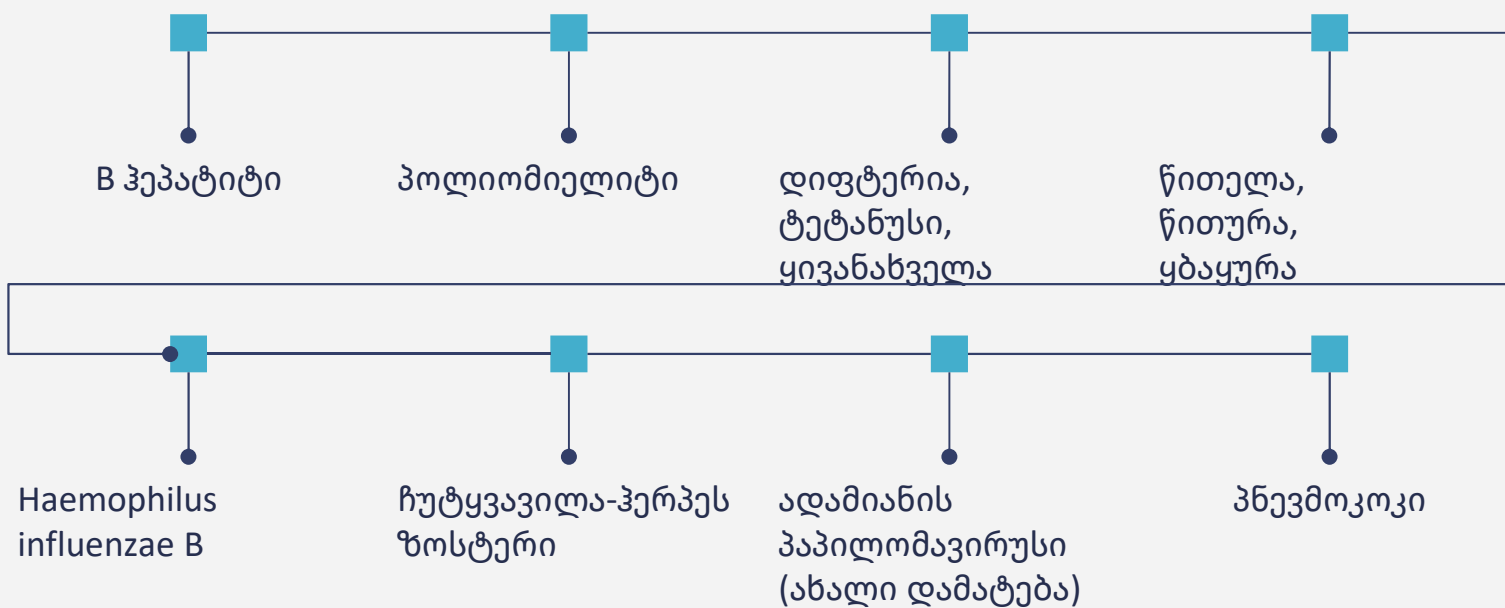 B ჰეპატიტი
პოლიომიელიტი
დიფტერია,
ტეტანუსი,
ყივანახველა
წითელა,
წითურა,
ყბაყურა
Haemophilus
influenzae B
ჩუტყვავილა-ჰერპეს
ზოსტერი
ადამიანის
პაპილომავირუსი
(ახალი დამატება)
პნევმოკოკი